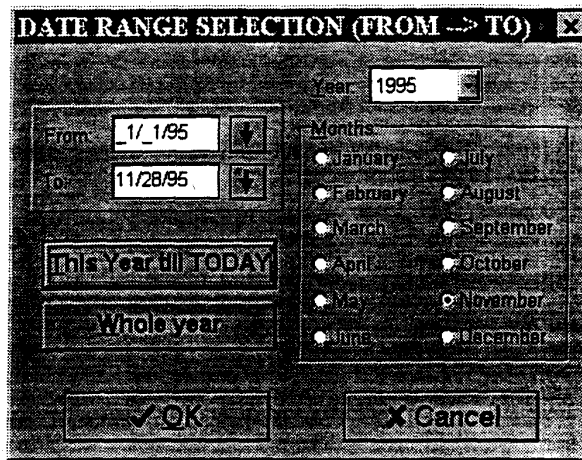 DATE RANGE SELECTION (FROM --> TO)
Year: 1995
From: _1/_1/95
To: 11/28/95
This Year till TODAY
Whole year
Months
January
February
March
April
May
June
July
August
September
October
November
December
OK
Cancel